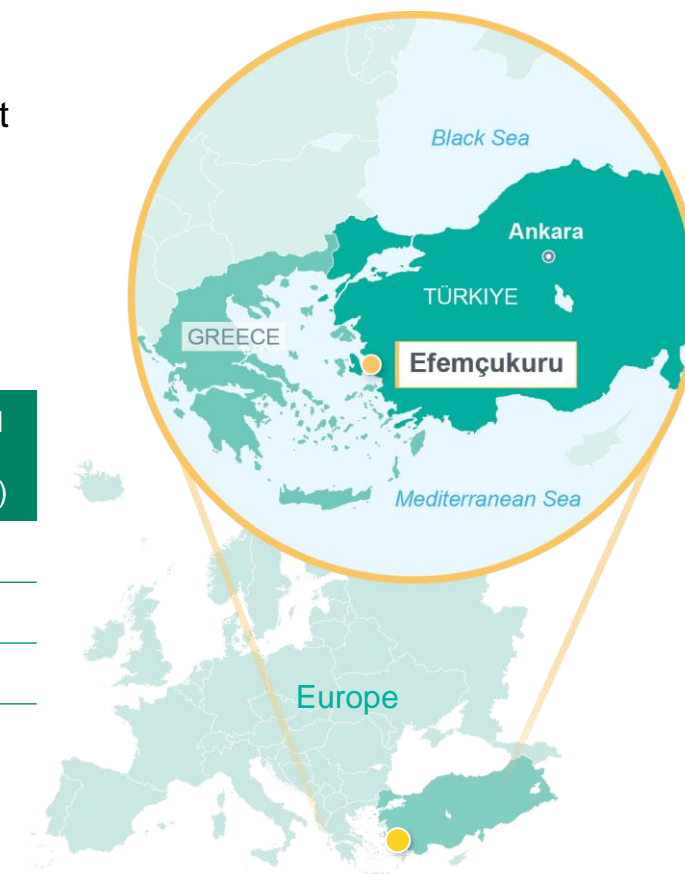 t
Black Sea
Ankara
TÜRKIYE
GREECE
Efemçukuru
)
Mediterranean Sea
Europe